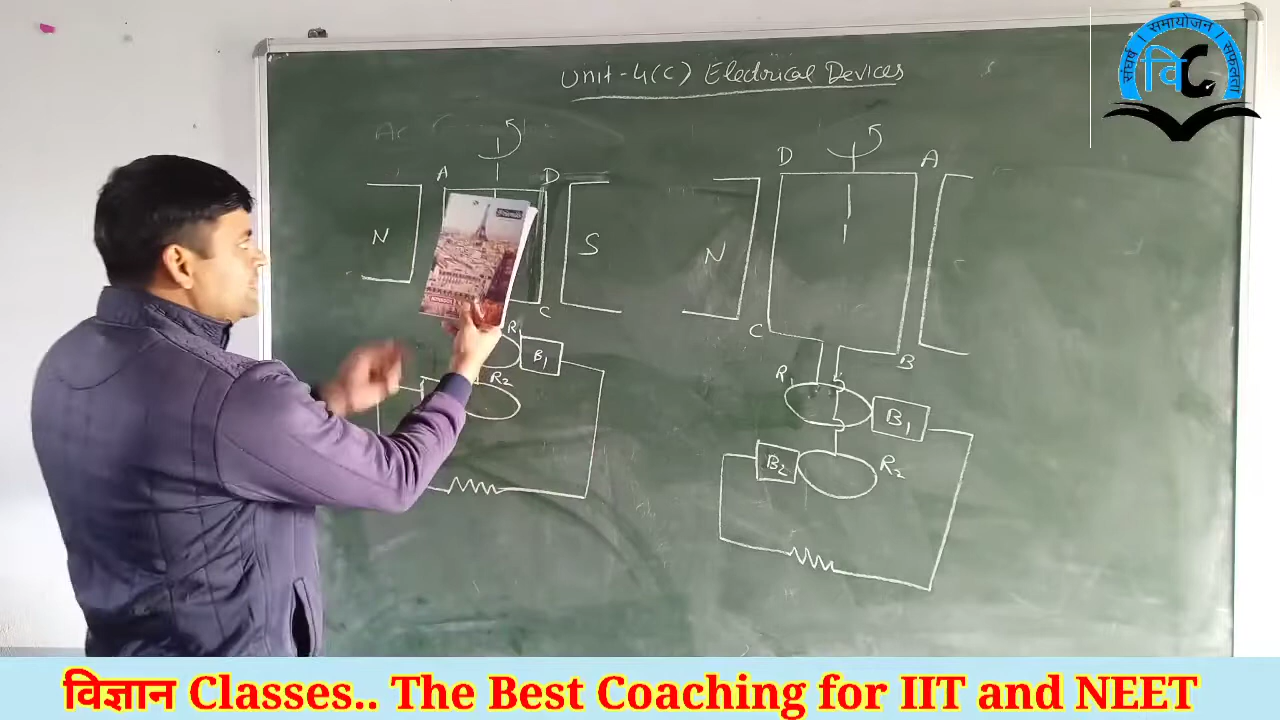 Unit-4(C) Electrical Devices
संघर्ष । समायोजन । सफलता
वि C
A D
N
S
C
R
B1
R2
D A
N
C B
R1
B1
B2
R2
विज्ञान Classes.. The Best Coaching for IIT and NEET